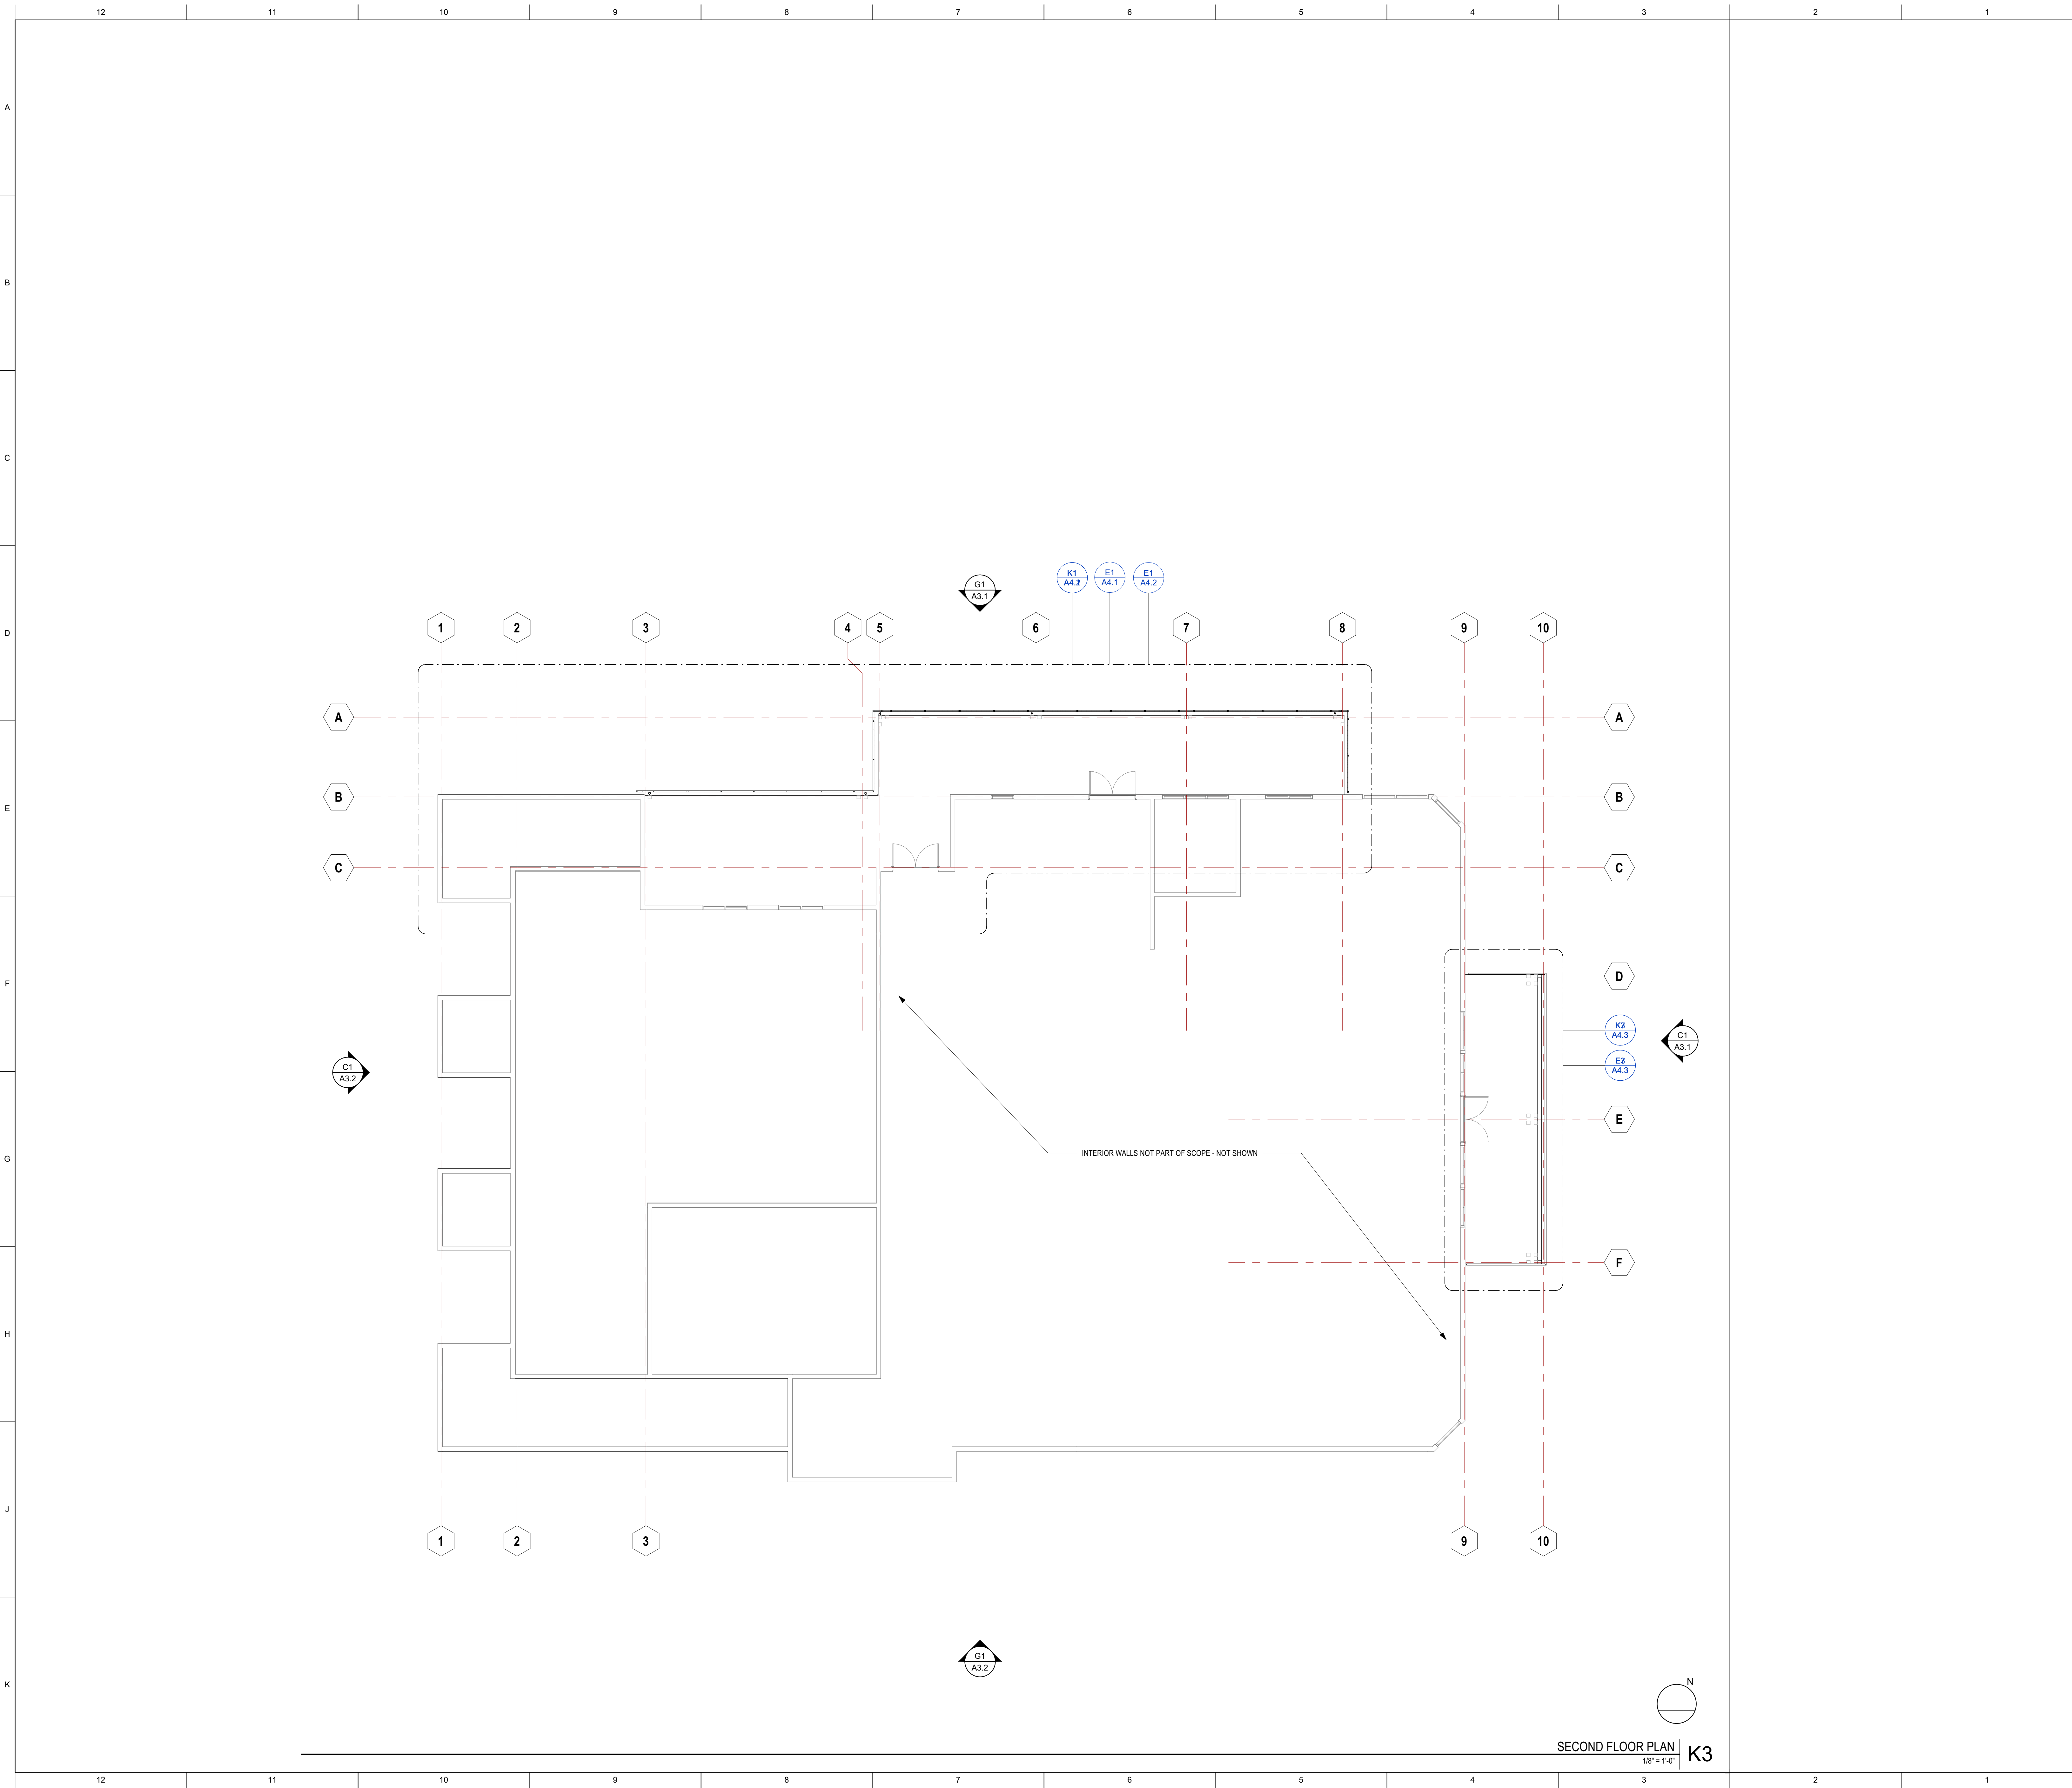 12 11 10 9 8 7 6 5 4 3 2 1
A
B
C
K1 E1 E1
A4.1 A4.2
G1
A3.1
D
1 2 3 4 5 6 7 8 9 10
A A
B B
E
C C
F
D
A4.3
C1
A3.1
A4.3
C1
A3.2
E
G
INTERIOR WALLS NOT PART OF SCOPE - NOT SHOWN
F
H
J
1 2 3 9 10
G1
A3.2
K
N
SECOND FLOOR PLAN
1/8" = 1'-0"
K3
12 11 10 9 8 7 6 5 4 3 2 1